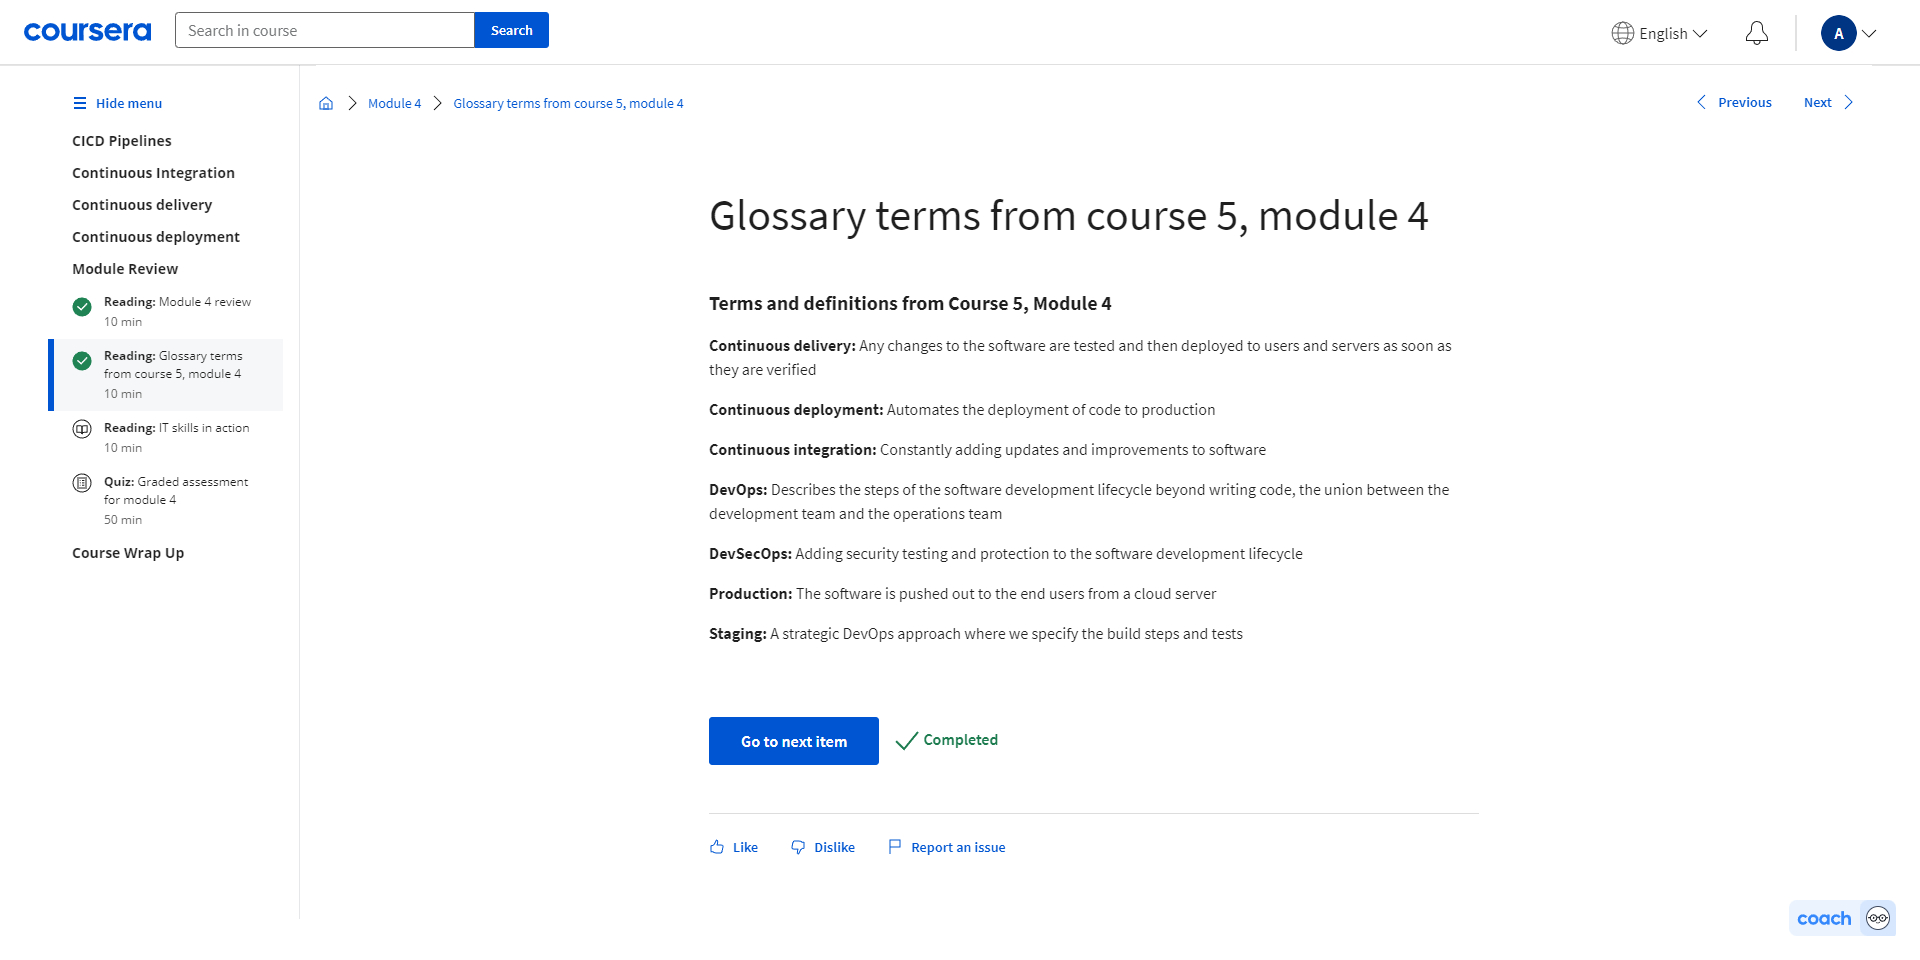 coursera
Search in course
Search
English
A
Hide menu
CICD Pipelines
Continuous Integration
Continuous delivery
Continuous deployment
Module Review
Reading: Module 4 review
10 min
Reading: Glossary terms
from course 5, module 4
10 min
Reading: IT skills in action
10 min
Quiz: Graded assessment
for module 4
50 min
Course Wrap Up
Module 4
Glossary terms from course 5, module 4
Previous
Next
Glossary terms from course 5, module 4
Terms and definitions from Course 5, Module 4
Continuous delivery: Any changes to the software are tested and then deployed to users and servers as soon as
they are verified
Continuous deployment: Automates the deployment of code to production
Continuous integration: Constantly adding updates and improvements to software
DevOps: Describes the steps of the software development lifecycle beyond writing code, the union between the
development team and the operations team
DevSecOps: Adding security testing and protection to the software development lifecycle
Production: The software is pushed out to the end users from a cloud server
Staging: A strategic DevOps approach where we specify the build steps and tests
Go to next item
Completed
Like
Dislike
Report an issue
coach